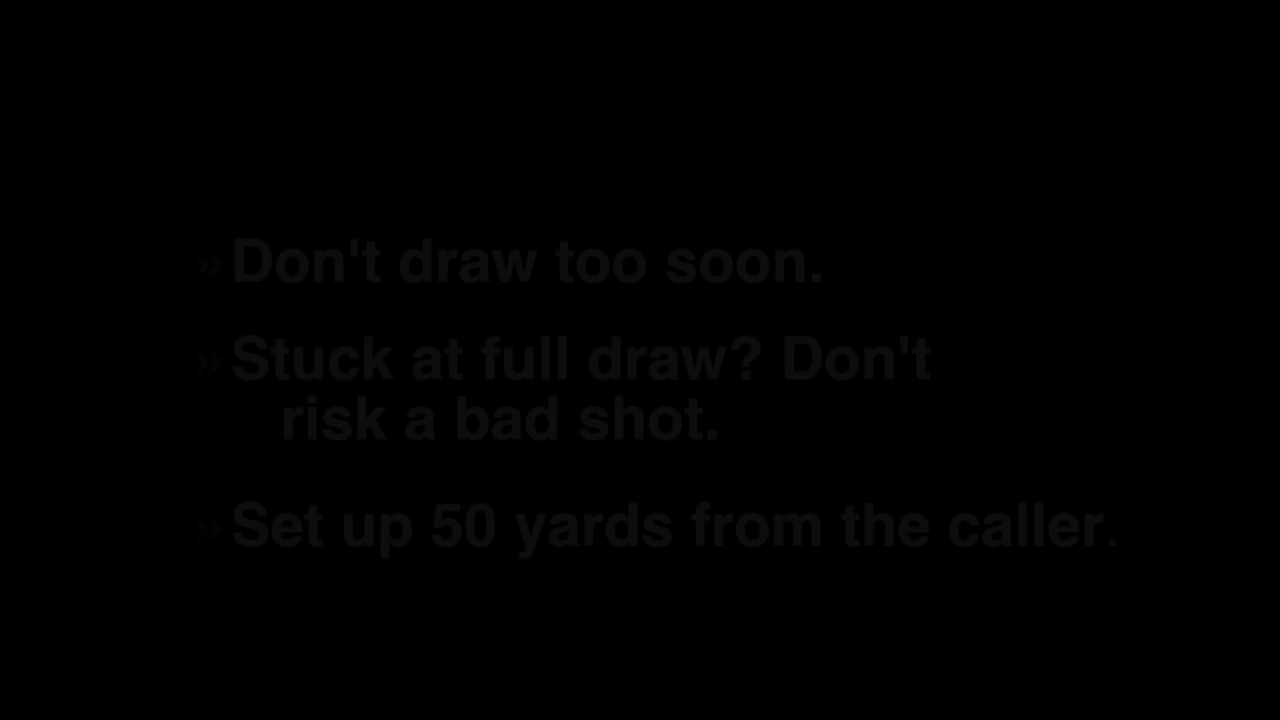 » Don't draw too soon.
» Stuck at full draw? Don't
risk a bad shot.
» Set up 50 yards from the caller.